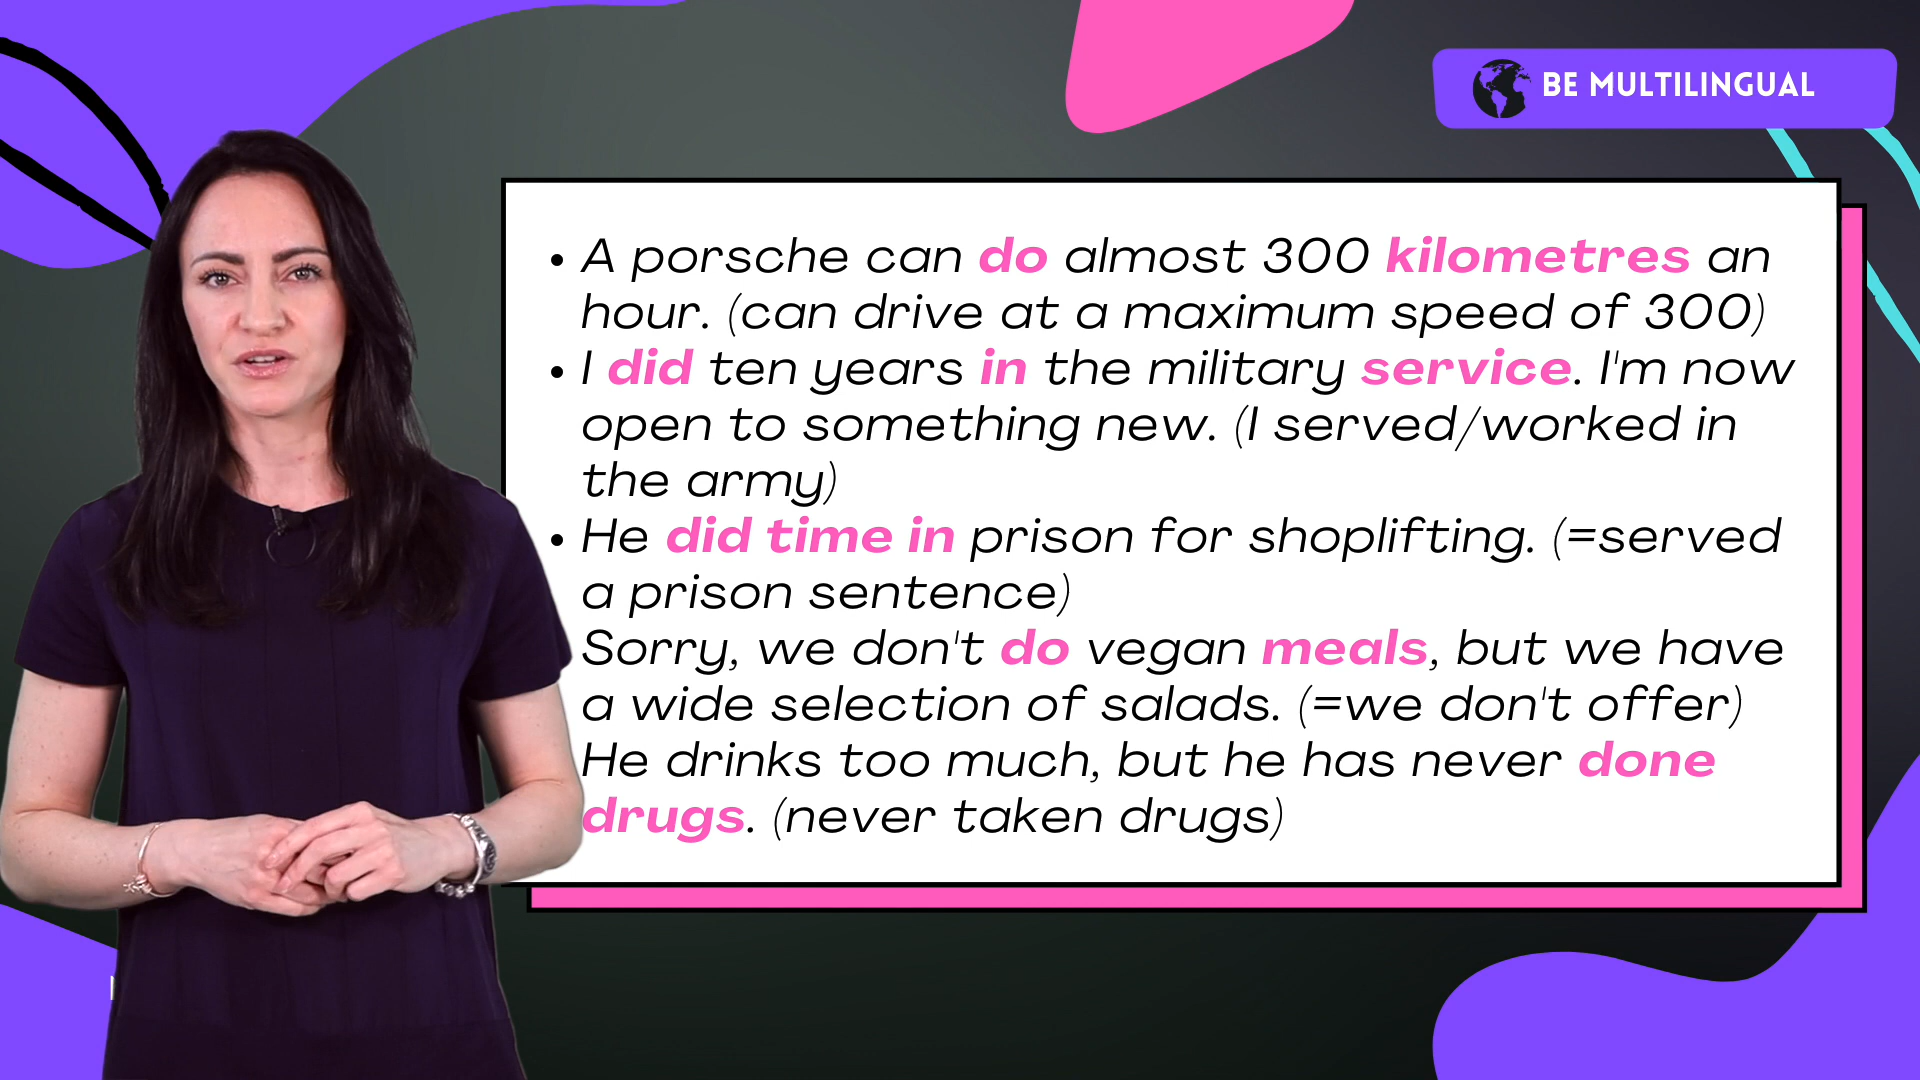 BE MULTILINGUAL
• A porsche can do almost 300 kilometres an
hour. (can drive at a maximum speed of 300)
• I did ten years in the military service. I'm now
open to something new. (I served/worked in
the army)
• He did time in prison for shoplifting. (=served
a prison sentence)
Sorry, we don't do vegan meals, but we have
a wide selection of salads. (=we don't offer)
He drinks too much, but he has never done
drugs. (never taken drugs)